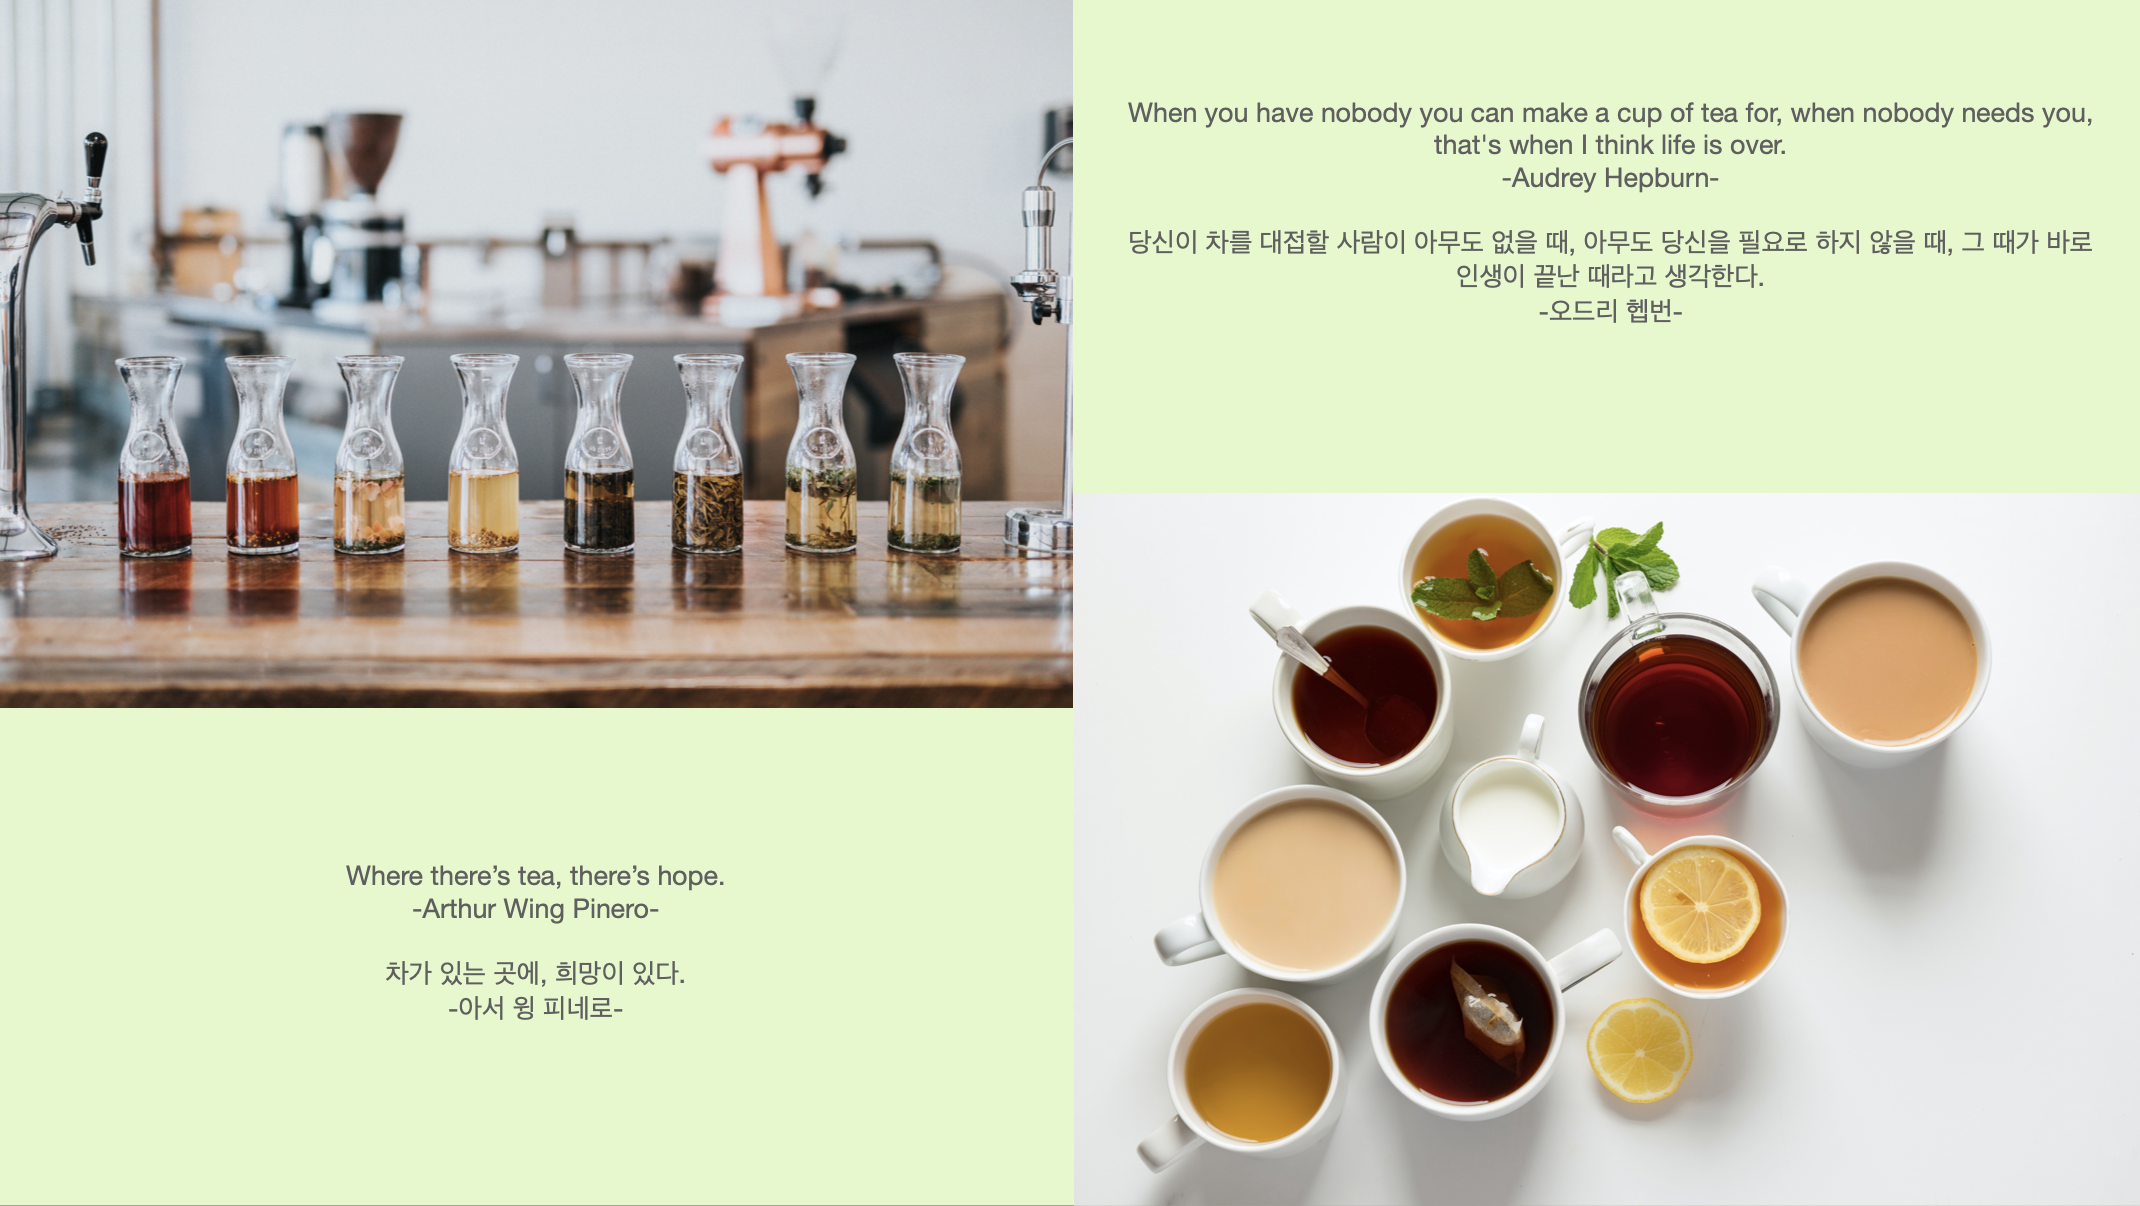 When you have nobody you can make a cup of tea for, when nobody needs you,
that's when I think life is over.
-Audrey Hepburn-
당신이 차를 대접할 사람이 아무도 없을 때, 아무도 당신을 필요로 하지 않을 때, 그 때가 바로
인생이 끝난 때라고 생각한다.
-오드리 헵번-
Where there’s tea, there’s hope.
-Arthur Wing Pinero-
차가 있는 곳에, 희망이 있다.
-아서 윙 피네로-